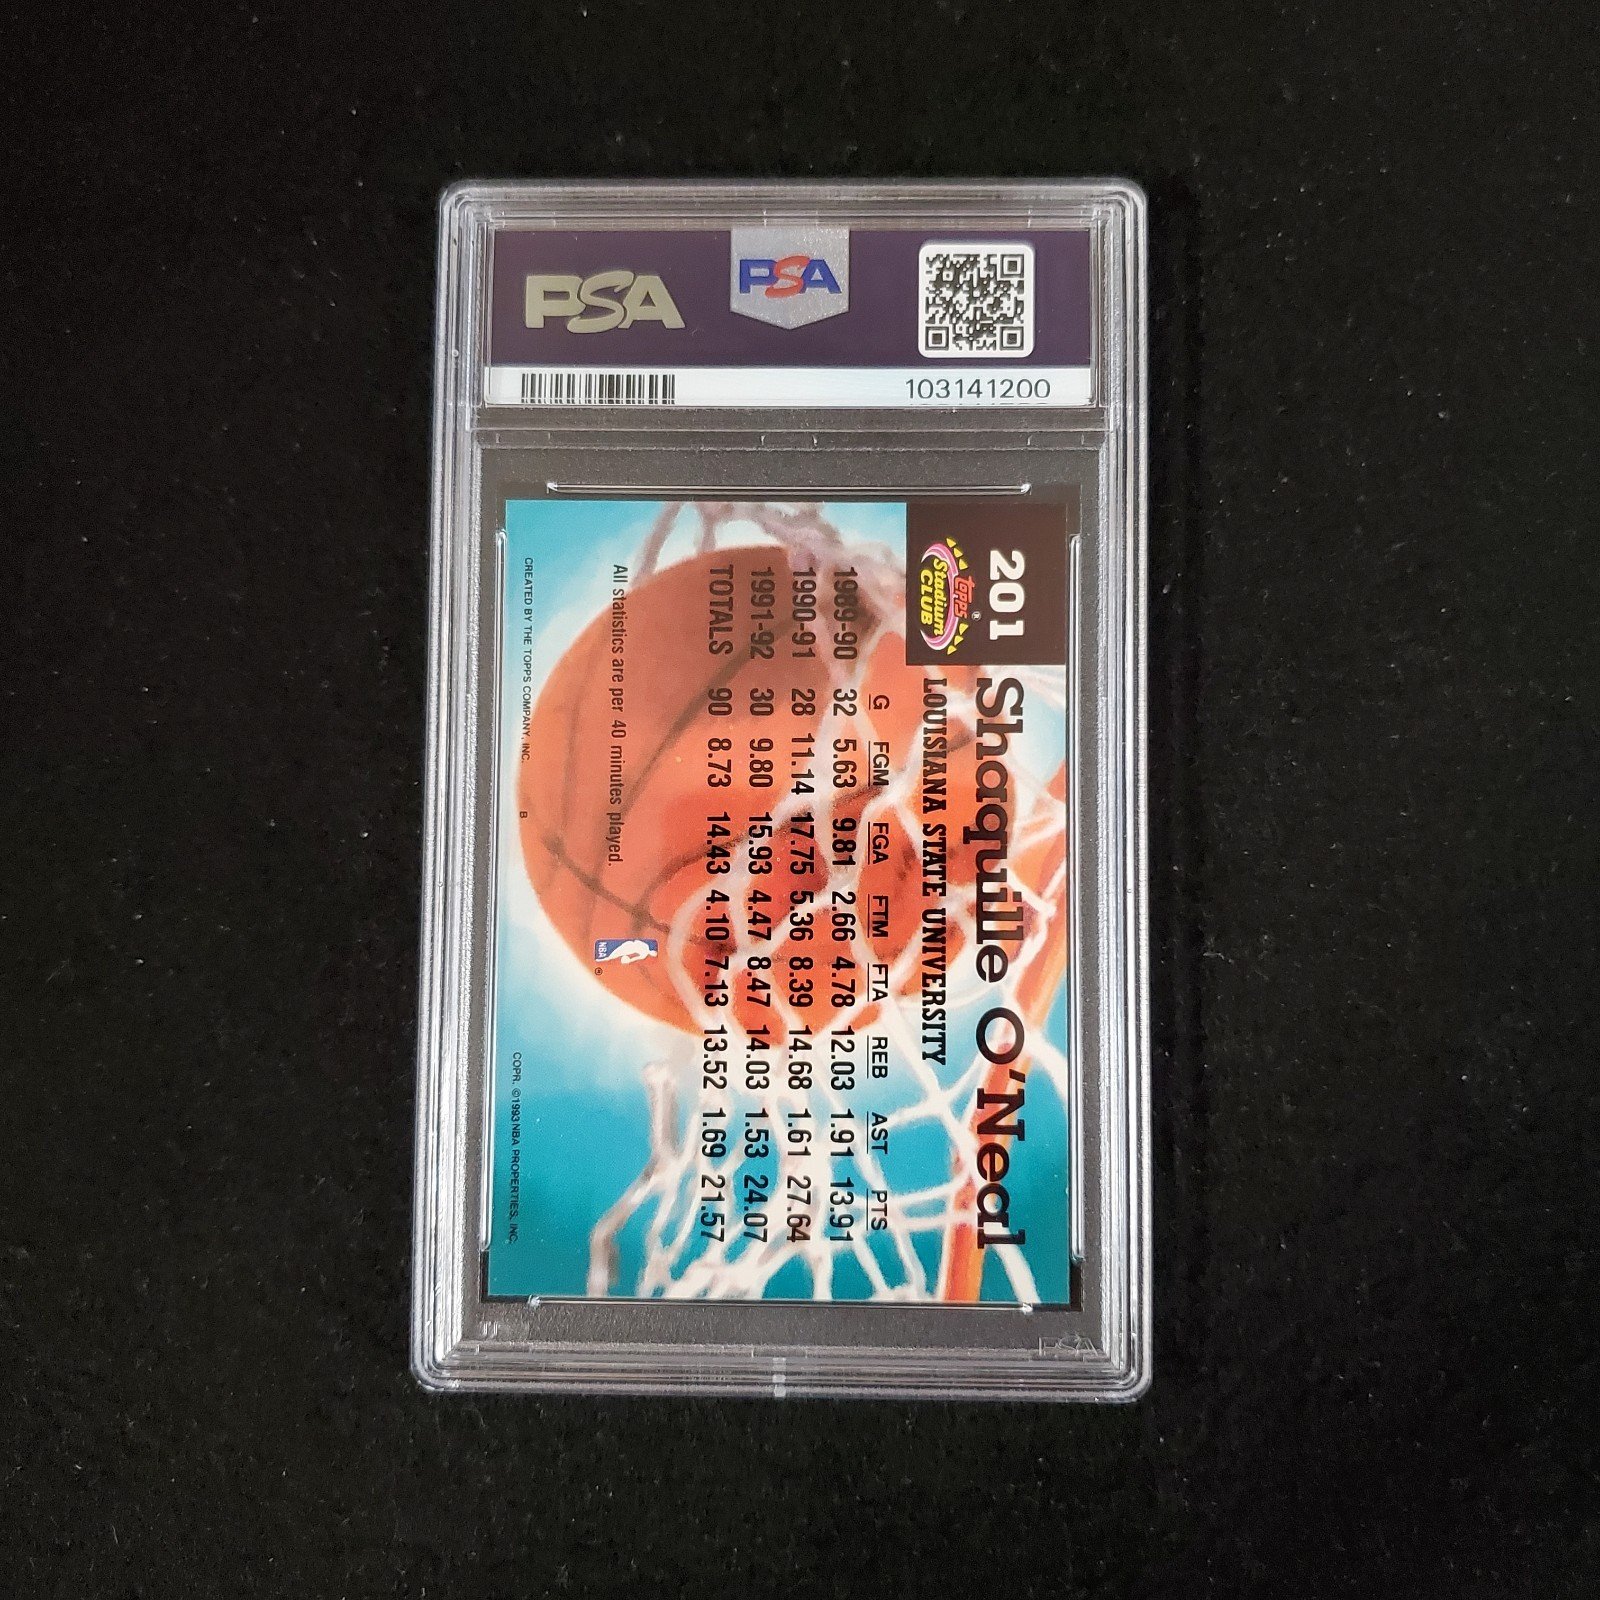 PSA
PSA
103141200
201
Topps
Stadium
CLUB
Shaquille O'Neal
LOUISIANA STATE UNIVERSITY
G FGM FGA FTM FTA REB AST PTS
1989-90 32 5.63 9.81 2.66 4.78 12.03 1.91 13.91
1990-91 28 11.14 17.75 5.36 8.39 14.68 1.61 27.64
1991-92 30 9.80 15.93 4.47 8.47 14.03 1.53 24.07
TOTALS 90 8.73 14.43 4.10 7.13 13.52 1.69 21.57
All statistics are per 40 minutes played.
NBA ®
CREATED BY THE TOPPS COMPANY, INC. B COPR. ©1993 NBA PROPERTIES, INC.
PSA